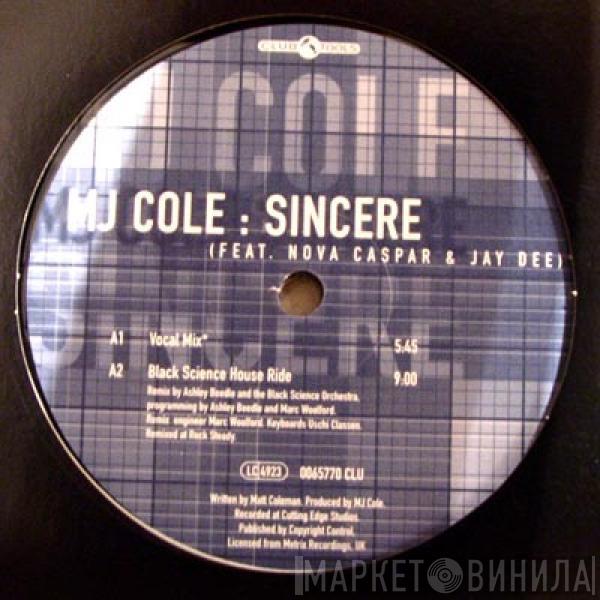 CLUB TOOLS
MJ COLE : SINCERE
(FEAT. NOVA CASPAR & JAY DEE)
A1 Vocal Mix* 5:45
A2 Black Science House Ride 9:00
Remix by Ashley Beedle and the Black Science Orchestra,
programming by Ashley Beedle and Marc Woolford.
Remix engineer Marc Woolford. Keyboards Uschi Classen.
Remixed at Rock Steady.
LC 4923 0065770 CLU
Written by Matt Coleman. Produced by MJ Cole.
Recorded at Cutting Edge Studios.
Published by Copyright Control.
Licensed from Metrix Recordings, UK
МАРКЕТ ВИНИЛА